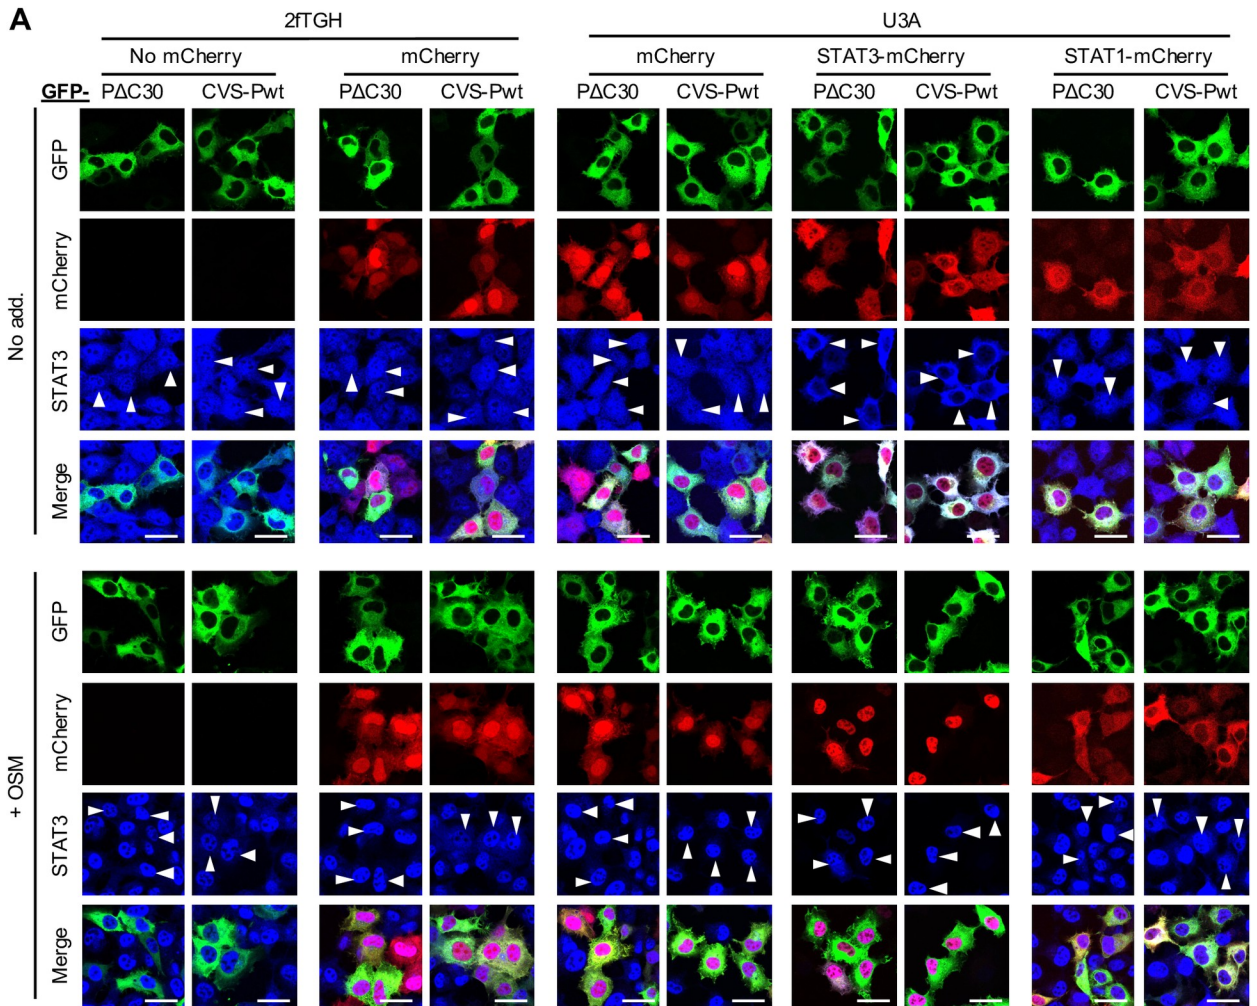 A
2fTGH U3A
No mCherry mCherry mCherry STAT3-mCherry STAT1-mCherry
GFP- PΔC30 CVS-Pwt PΔC30 CVS-Pwt PΔC30 CVS-Pwt PΔC30 CVS-Pwt PΔC30 CVS-Pwt
No add.
GFP
mCherry
STAT3
Merge
+ OSM
GFP
mCherry
STAT3
Merge